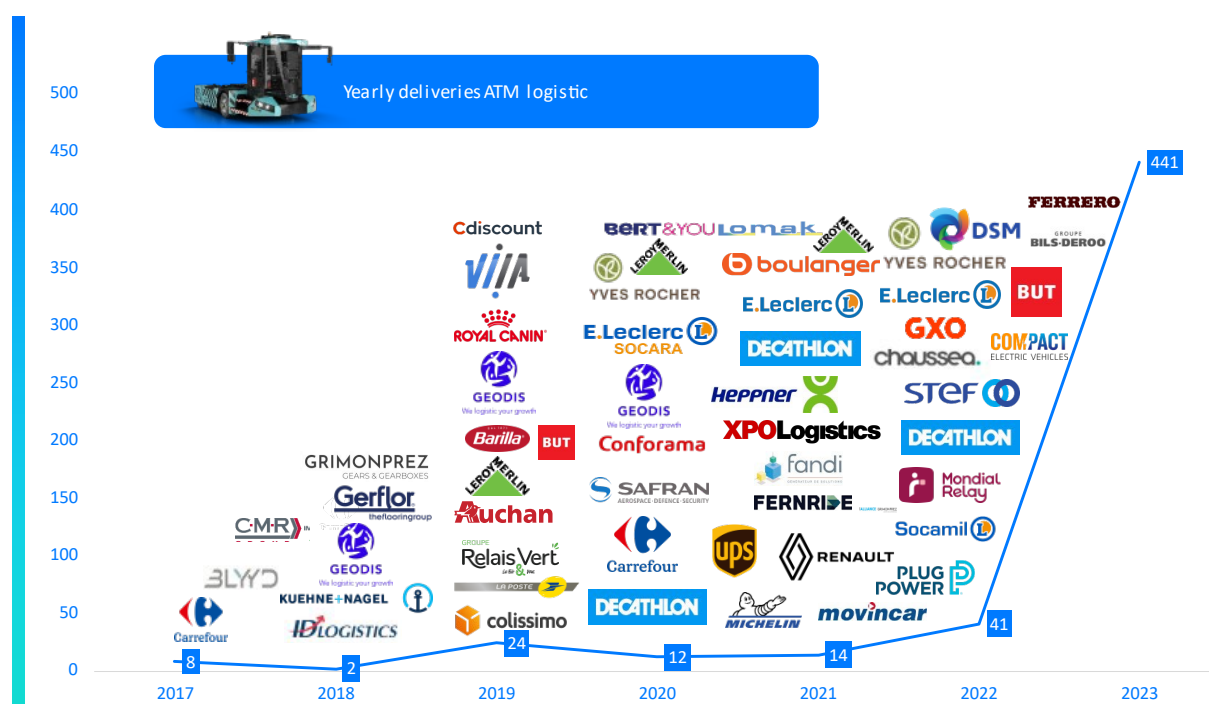 Yearly deliveries ATM logistic
500
450
400
350
300
250
200
150
100
50
0
441
FERRERO
GROUPE
BILS-DEROO
Cdiscount
BERT&YOU
Lomak
LEROY MERLIN
DSM
VIIA
LEROY MERLIN
YVES ROCHER
boulanger
YVES ROCHER
E.Leclerc
E.Leclerc
BUT
ROYAL CANIN
E.Leclerc
SOCARA
DECATHLON
GXO
chaussea.
COMPACT
ELECTRIC VEHICLES
GEODIS
We logistic your growth
GEODIS
We logistic your growth
Heppner
STEF
Barilla
BUT
Conforama
XPOLogistics
DECATHLON
GRIMONPREZ
GEARS & GEARBOXES
LEROY MERLIN
SAFRAN
AEROSPACE · DEFENCE · SECURITY
fandi
Mondial
Relay
Gerflor
theflooringgroup
Auchan
FERNRIDE
C·M·R
GEODIS
We logistic your growth
GROUPE
Relais Vert
Carrefour
ups
RENAULT
Socamil
BLYYD
LA POSTE
PLUG
POWER
Carrefour
KUEHNE+NAGEL
IDLOGISTICS
colissimo
DECATHLON
MICHELIN
movincar
8
2
24
12
14
41
2017
2018
2019
2020
2021
2022
2023